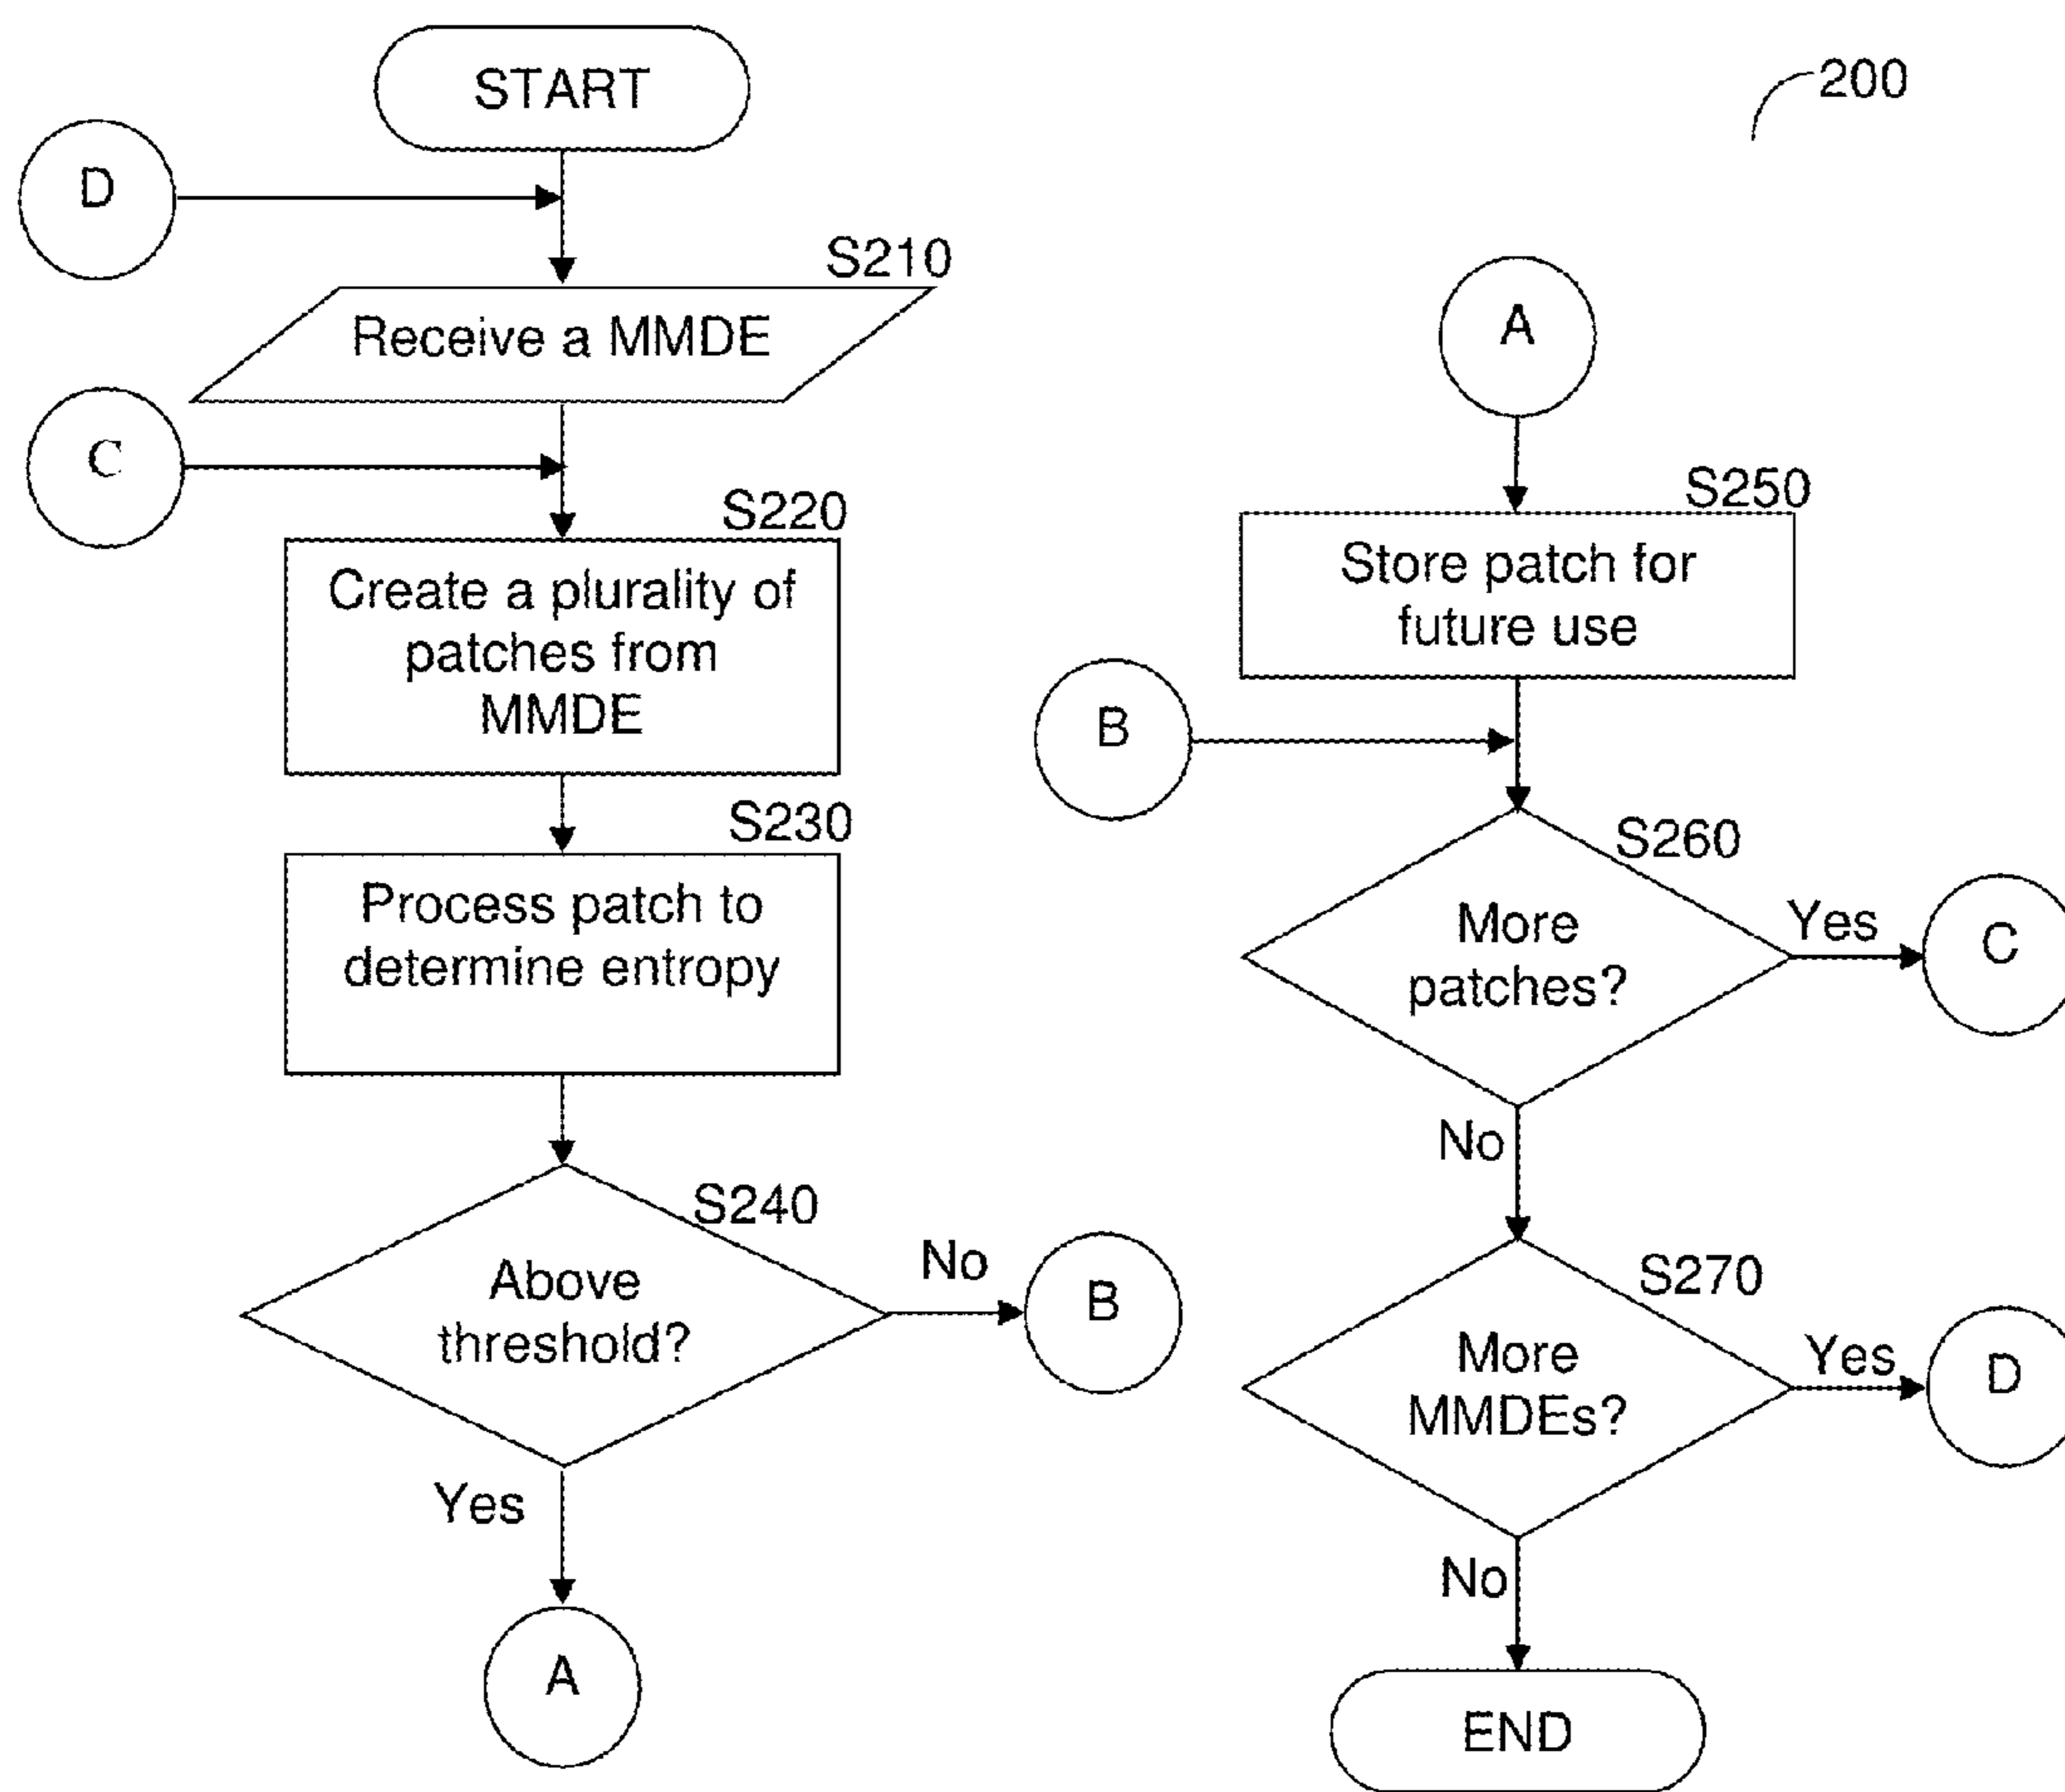 START
200
D
S210
Receive a MMDE
C
S220
Create a plurality of
patches from
MMDE
S230
Process patch to
determine entropy
S240
Above
threshold?
No
B
Yes
A
A
S250
Store patch for
future use
B
S260
More
patches?
Yes
C
No
S270
More
MMDEs?
Yes
D
No
END